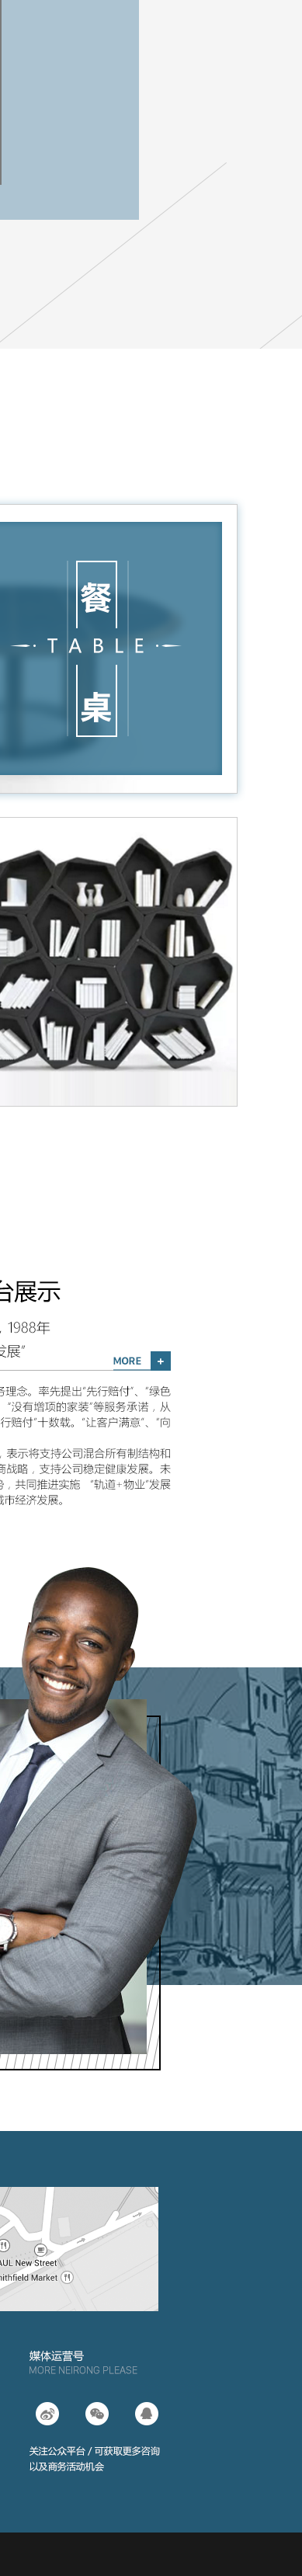 餐
TABLE
桌
台展示
, 1988年
发展”
MORE +
务理念。率先提出“先行赔付”、“绿色
“没有增项的家装”等服务承诺，从
行赔付”十数载。“让客户满意”、“向
，表示将支持公司混合所有制结构和
商战略，支持公司稳定健康发展。未
，共同推进实施 “轨道+物业”发展
城市经济发展。
AUL New Street
mithfield Market
媒体运营号
MORE NEIRONG PLEASE
关注公众平台 / 可获取更多咨询
以及商务活动机会